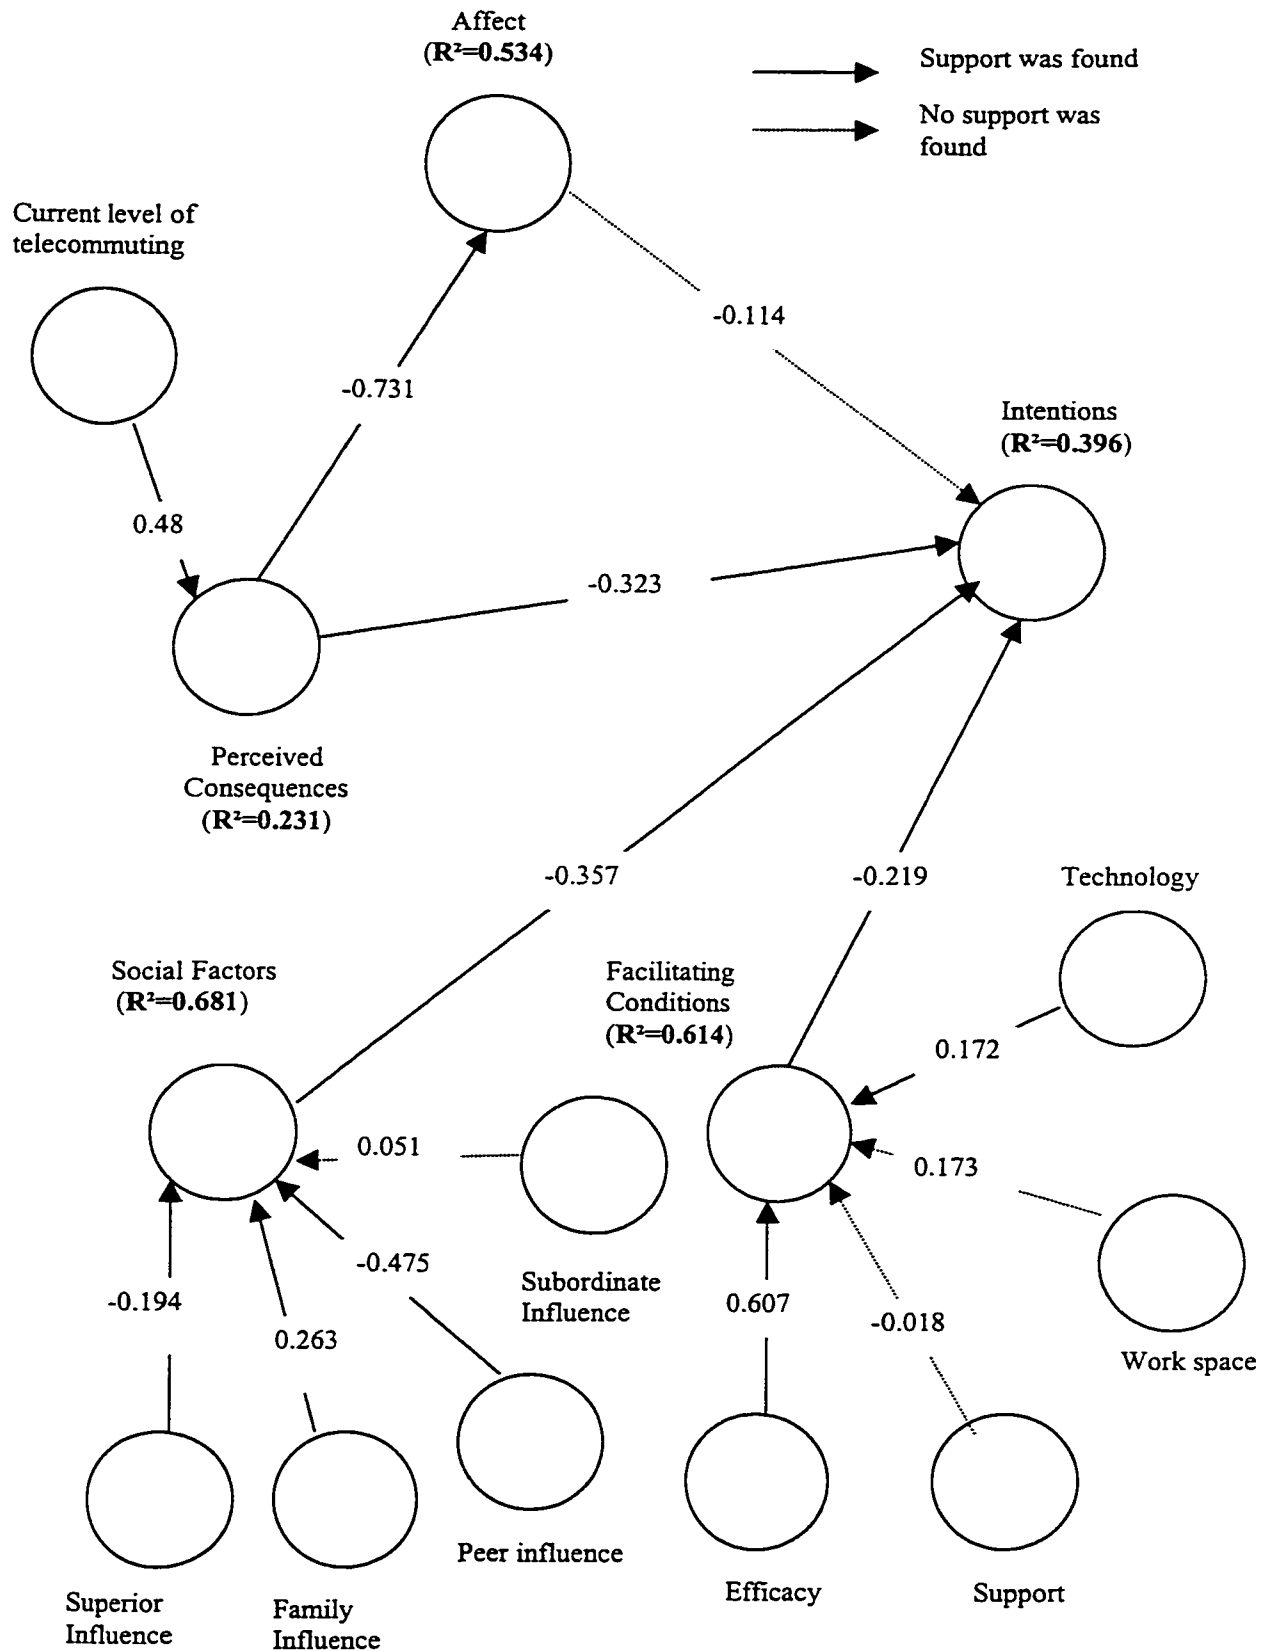 Affect
(R²=0.534)
Support was found
No support was
found
Current level of
telecommuting
-0.114
-0.731
Intentions
(R²=0.396)
0.48
-0.323
Perceived
Consequences
(R²=0.231)
-0.357
-0.219
Technology
Social Factors
(R²=0.681)
Facilitating
Conditions
(R²=0.614)
0.172
0.051
0.173
-0.475
Subordinate
Influence
-0.194
0.263
0.607
-0.018
Work space
Peer influence
Efficacy
Support
Superior
Influence
Family
Influence